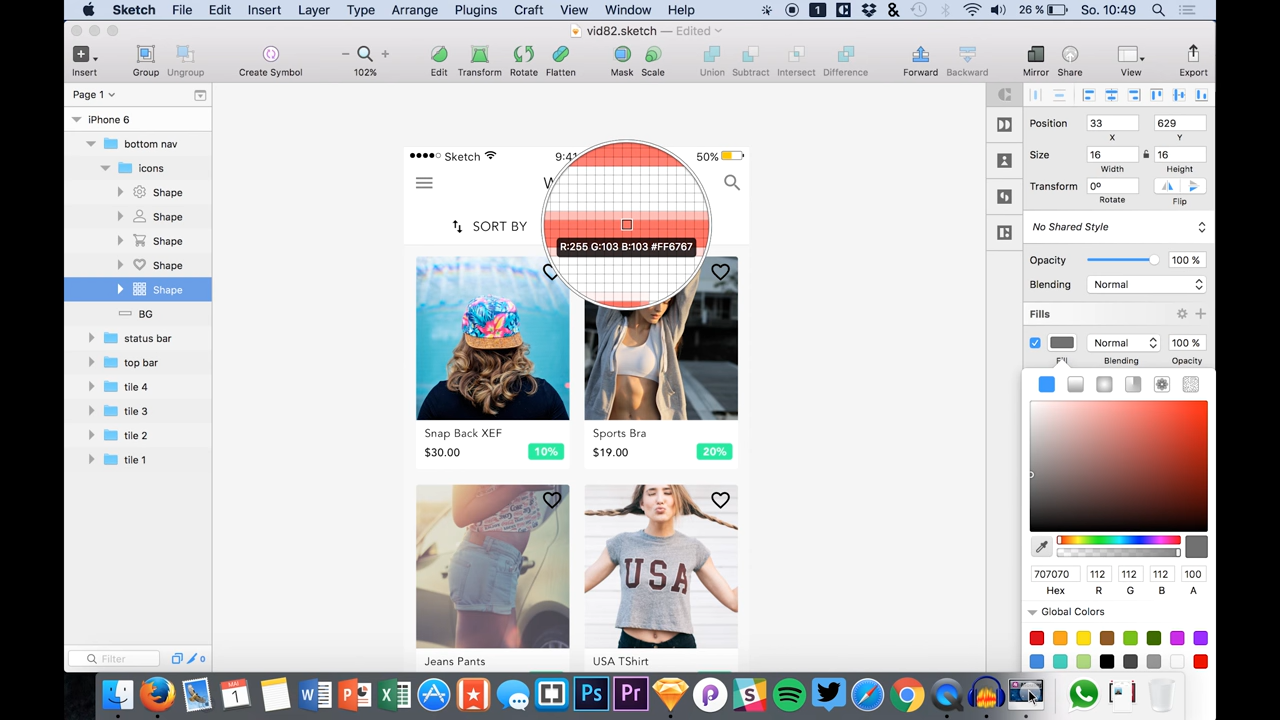 Sketch File Edit Insert Layer Type Arrange Plugins Craft View Window Help 1 26 % So. 10:49
vid82.sketch — Edited
Insert Group Ungroup Create Symbol 102% Edit Transform Rotate Flatten Mask Scale Union Subtract Intersect Difference Forward Backward Mirror Share View Export
Page 1
iPhone 6
bottom nav
icons
Shape
Shape
Shape
Shape
Shape
BG
status bar
top bar
tile 4
tile 3
tile 2
tile 1
Filter 0
Sketch 9:41 50%
W
SORT BY
R:255 G:103 B:103 #FF6767
Snap Back XEF
$30.00 10%
Sports Bra
$19.00 20%
USA
Jeans Pants
USA TShirt
Position 33 629
X Y
Size 16 16
Width Height
Transform 0º
Rotate Flip
No Shared Style
Opacity 100 %
Blending Normal
Fills
Normal 100 %
Fill Blending Opacity
707070 112 112 112 100
Hex R G B A
Global Colors
MAI
1
W P X Ps Pr